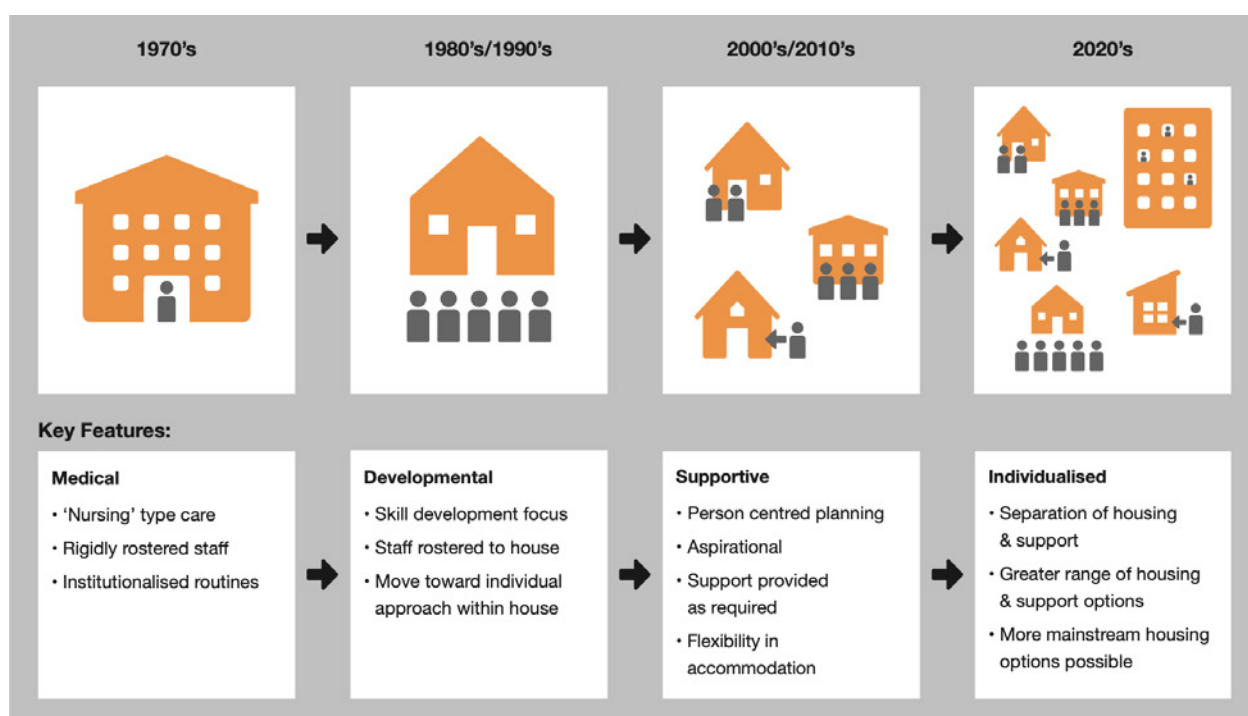 1970's
1980's/1990's
2000's/2010's
2020's
Key Features:
Medical
• 'Nursing' type care
• Rigidly rostered staff
• Institutionalised routines
Developmental
• Skill development focus
• Staff rostered to house
• Move toward individual
approach within house
Supportive
• Person centred planning
• Aspirational
• Support provided
as required
• Flexibility in
accommodation
Individualised
• Separation of housing
& support
• Greater range of housing
& support options
• More mainstream housing
options possible